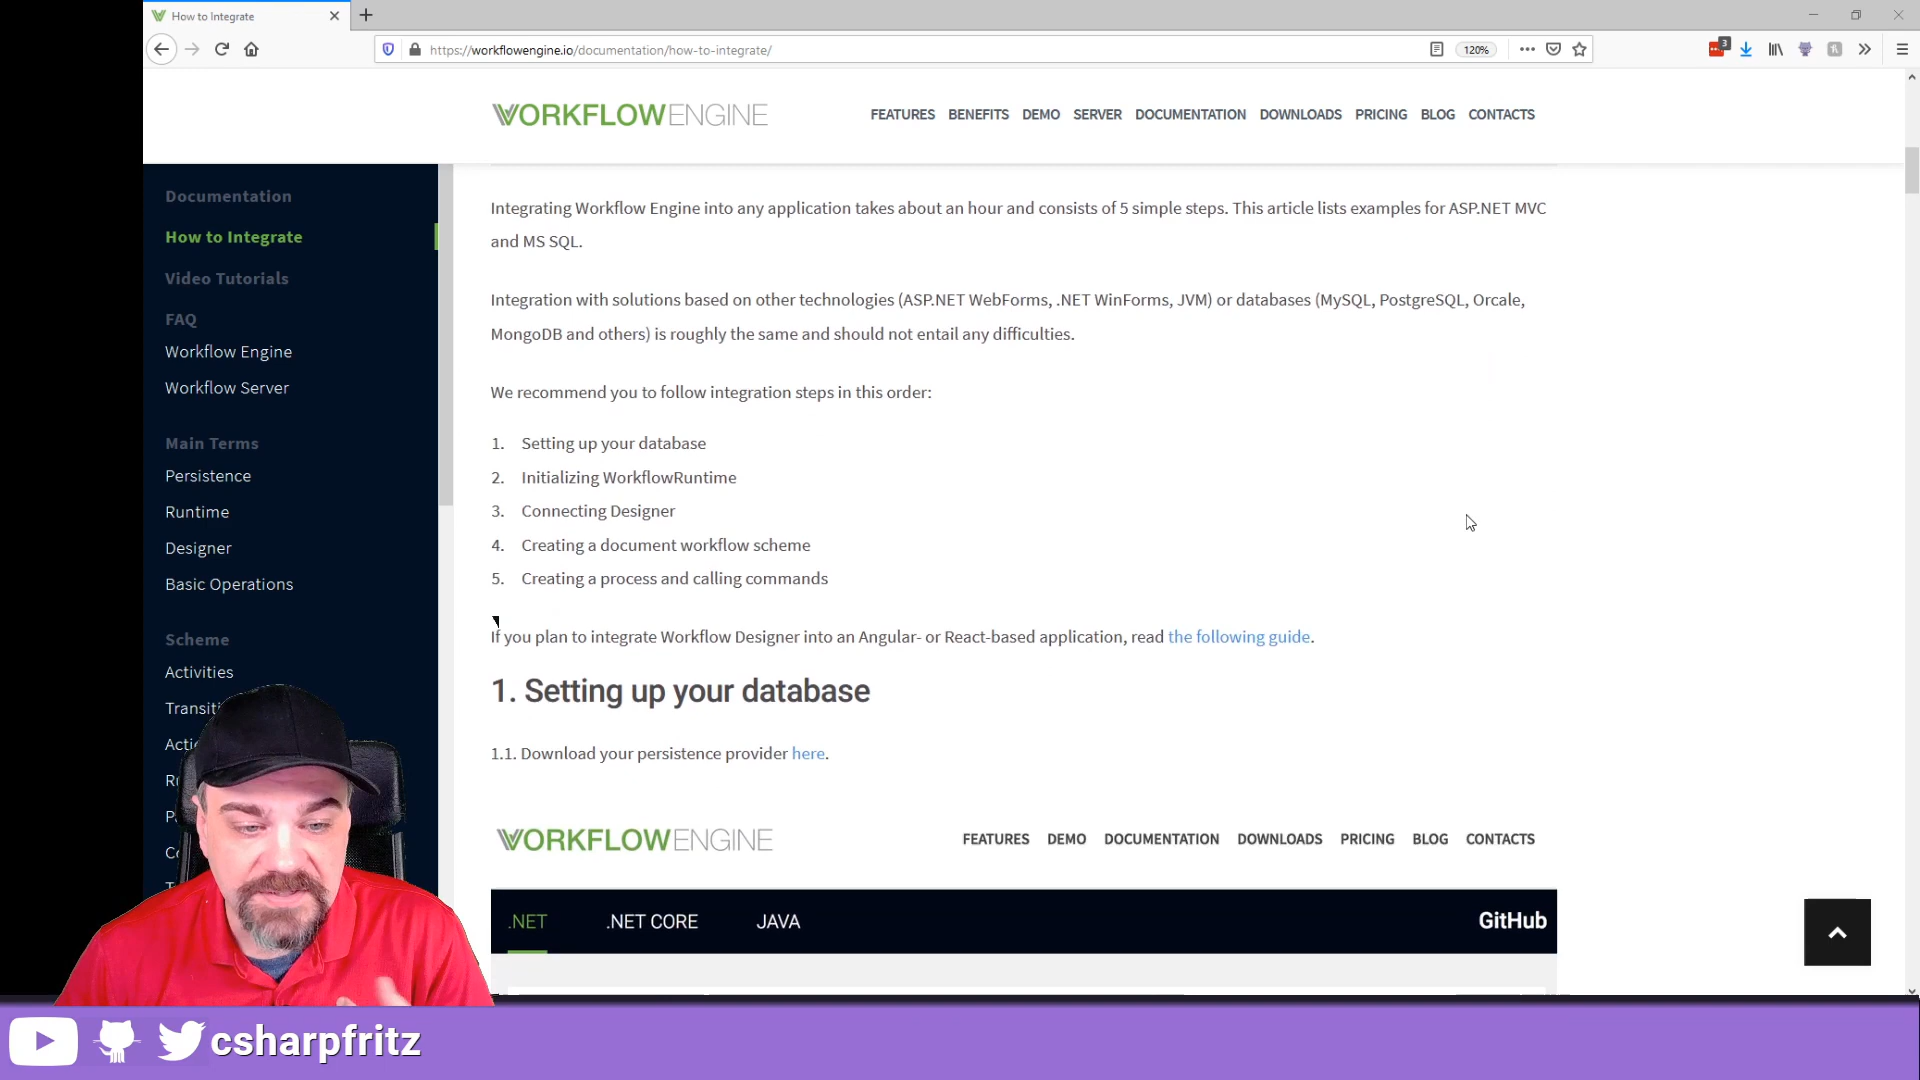 How to Integrate
https://workflowengine.io/documentation/how-to-integrate/
120%
3
WORKFLOWENGINE
FEATURES BENEFITS DEMO SERVER DOCUMENTATION DOWNLOADS PRICING BLOG CONTACTS
Documentation
How to Integrate
Video Tutorials
FAQ
Workflow Engine
Workflow Server
Main Terms
Persistence
Runtime
Designer
Basic Operations
Scheme
Activities
Integrating Workflow Engine into any application takes about an hour and consists of 5 simple steps. This article lists examples for ASP.NET MVC
and MS SQL.
Integration with solutions based on other technologies (ASP.NET WebForms, .NET WinForms, JVM) or databases (MySQL, PostgreSQL, Orcale,
MongoDB and others) is roughly the same and should not entail any difficulties.
We recommend you to follow integration steps in this order:
1. Setting up your database
2. Initializing WorkflowRuntime
3. Connecting Designer
4. Creating a document workflow scheme
5. Creating a process and calling commands
If you plan to integrate Workflow Designer into an Angular- or React-based application, read the following guide.
1. Setting up your database
1.1. Download your persistence provider here.
WORKFLOWENGINE
FEATURES DEMO DOCUMENTATION DOWNLOADS PRICING BLOG CONTACTS
.NET .NET CORE JAVA GitHub
csharpfritz